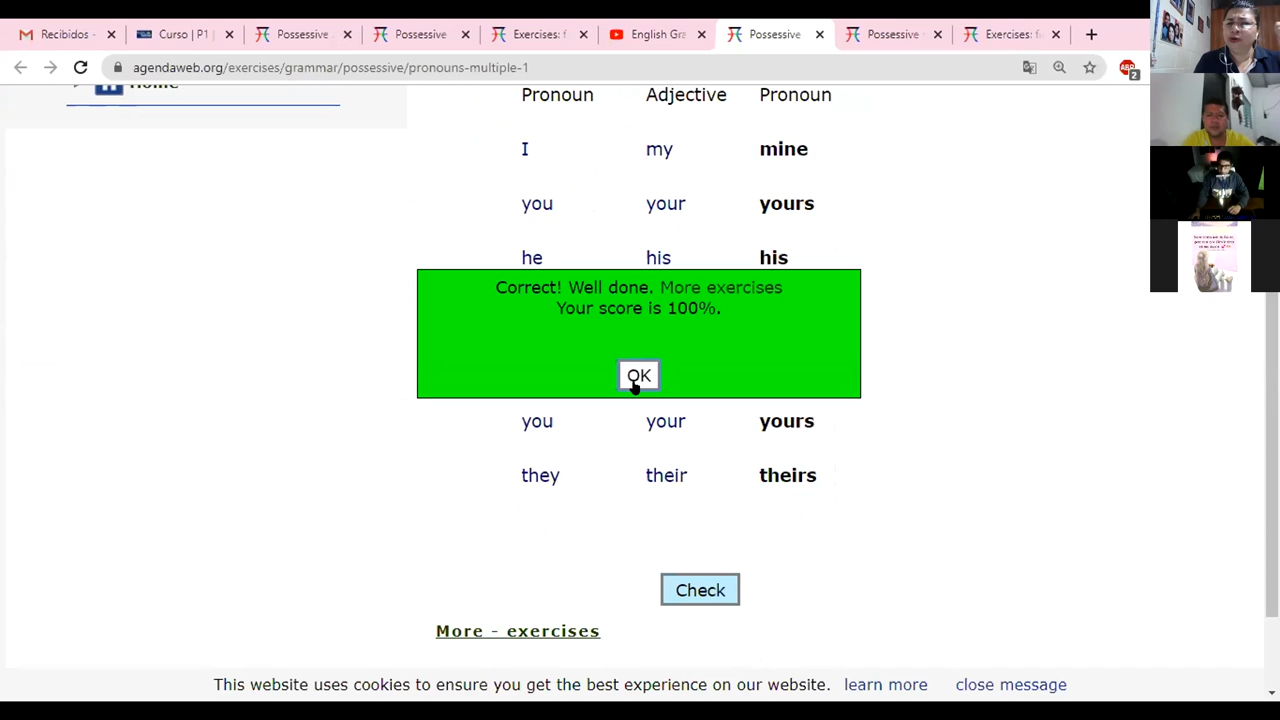 Recibidos -
Curso | P1 |
Possessive
Possessive
Exercises: f
English Gra
Possessive
Possessive
Exercises: f
agendaweb.org/exercises/grammar/possessive/pronouns-multiple-1
ABP
2
Home
Pronoun Adjective Pronoun
I my mine
you your yours
he his his
Correct! Well done. More exercises
Your score is 100%.
OK
you your yours
they their theirs
Check
More - exercises
This website uses cookies to ensure you get the best experience on our website. learn more close message